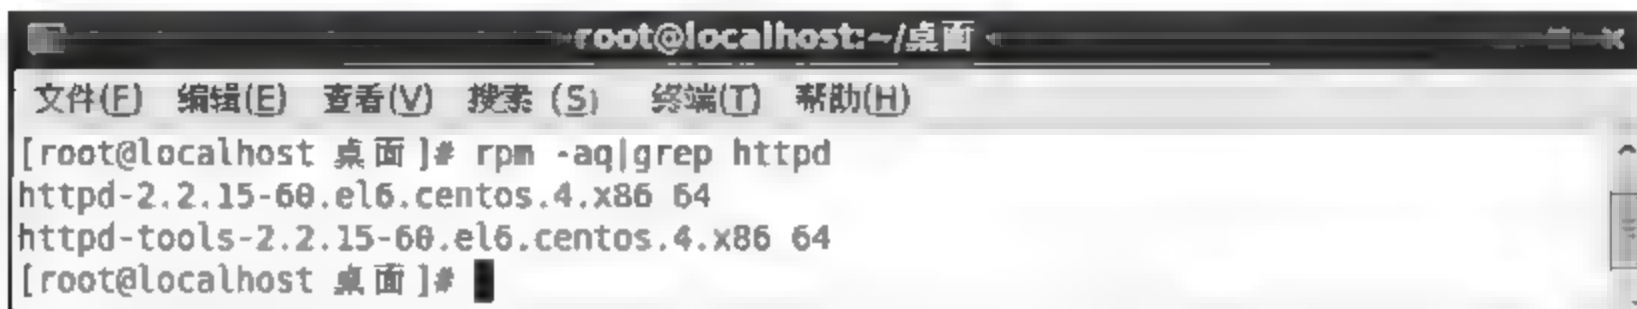 root@localhost:~/桌面
文件(F) 编辑(E) 查看(V) 搜索 (S) 终端(T) 帮助(H)
[root@localhost 桌面]# rpm -aq|grep httpd
httpd-2.2.15-60.el6.centos.4.x86 64
httpd-tools-2.2.15-60.el6.centos.4.x86 64
[root@localhost 桌面]#